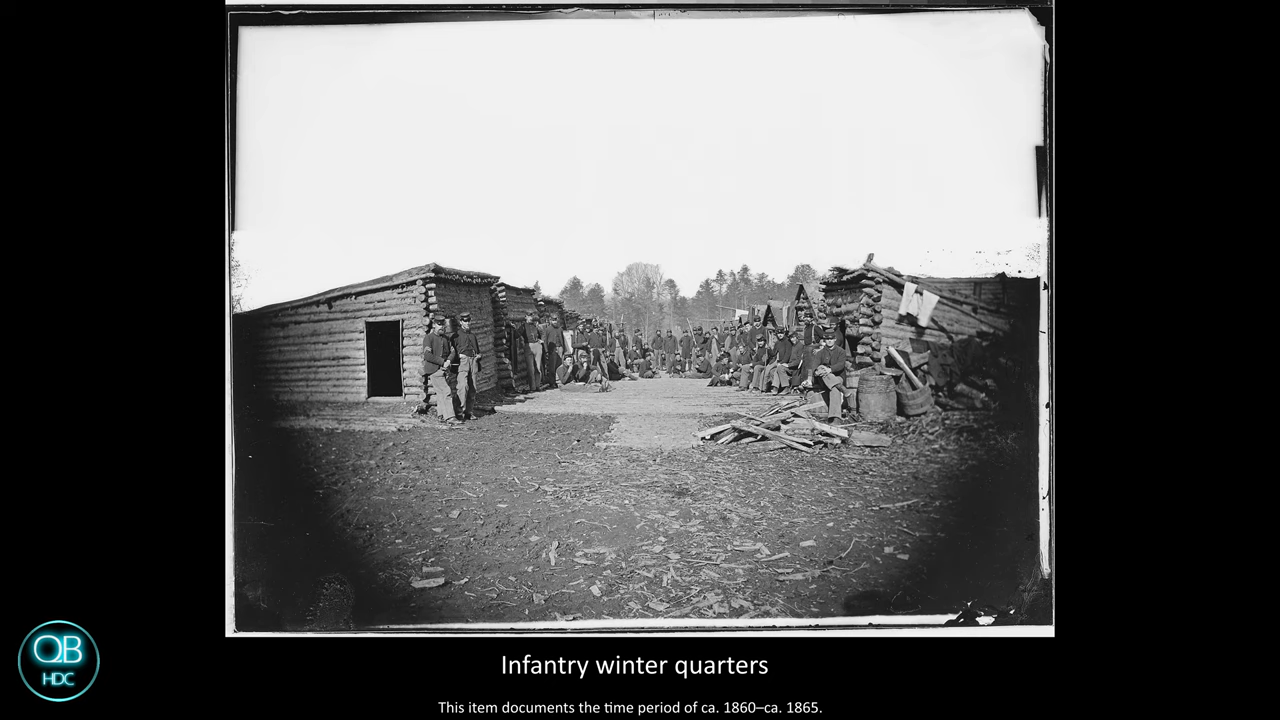 Infantry winter quarters
This item documents the time period of ca. 1860–ca. 1865.
QB
HDC